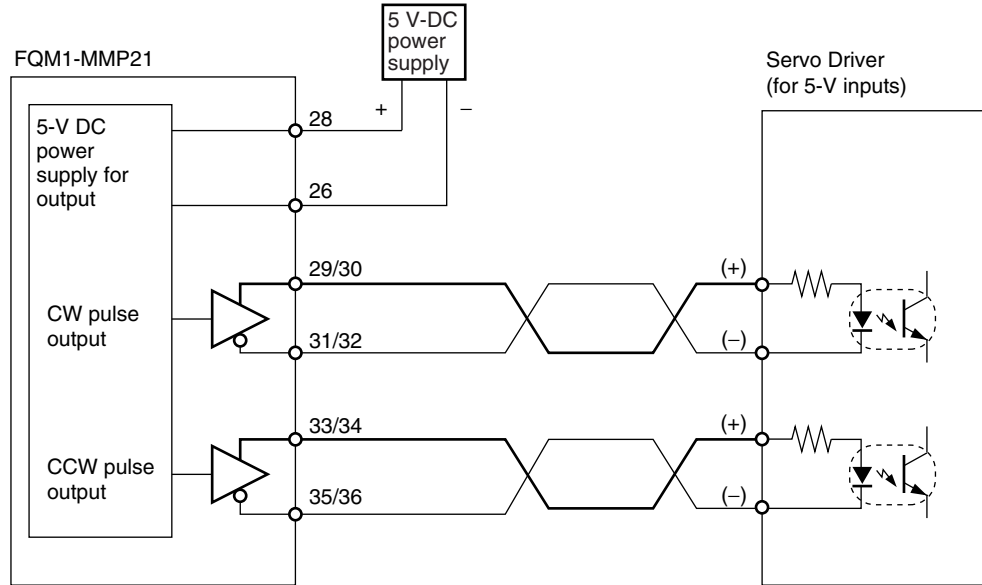 5 V-DC
power
supply
FQM1-MMP21
Servo Driver
(for 5-V inputs)
+
−
28
5-V DC
power
supply for
output
26
29/30
(+)
CW pulse
output
31/32
(−)
33/34
(+)
CCW pulse
output
35/36
(−)